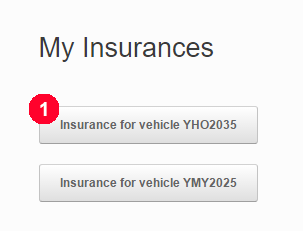 My Insurances
1
Insurance for vehicle YHO2035
Insurance for vehicle YMY2025